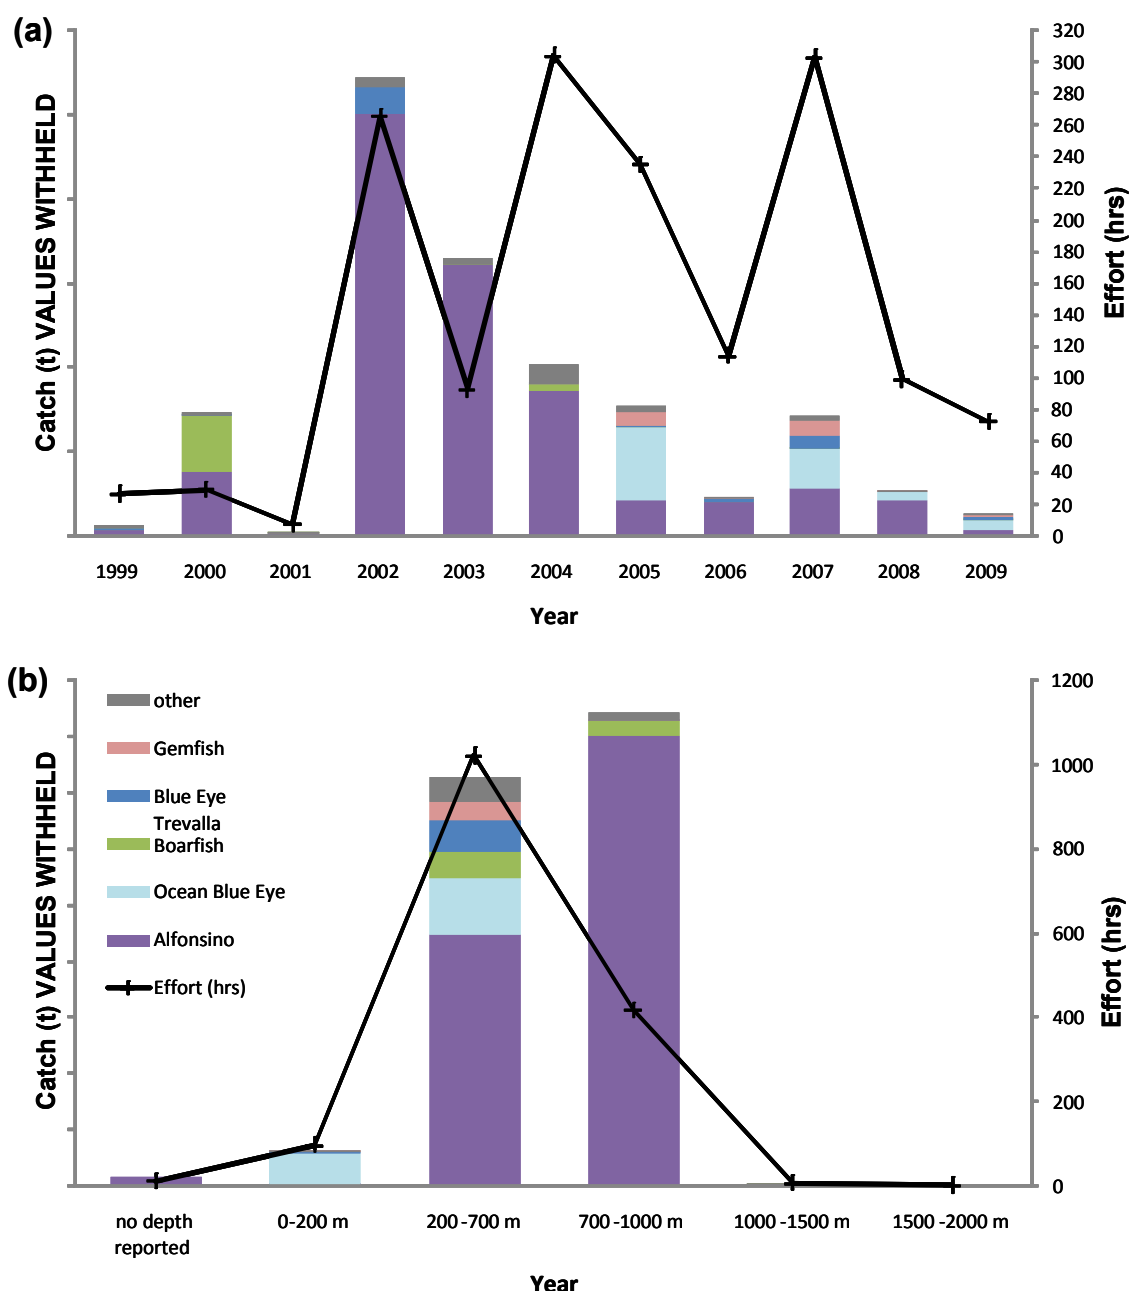 (a)
Catch (t) VALUES WITHHELD
320
300
280
260
240
220
200
180
160
140
120
100
80
60
40
20
0
Effort (hrs)
1999 2000 2001 2002 2003 2004 2005 2006 2007 2008 2009
Year
(b)
Catch (t) VALUES WITHHELD
other
Gemfish
Blue Eye
Trevalla
Boarfish
Ocean Blue Eye
Alfonsino
Effort (hrs)
1200
1000
800
600
400
200
0
Effort (hrs)
no depth 0-200 m 200 -700 m 700 -1000 m 1000 -1500 m 1500 -2000 m
reported
Year